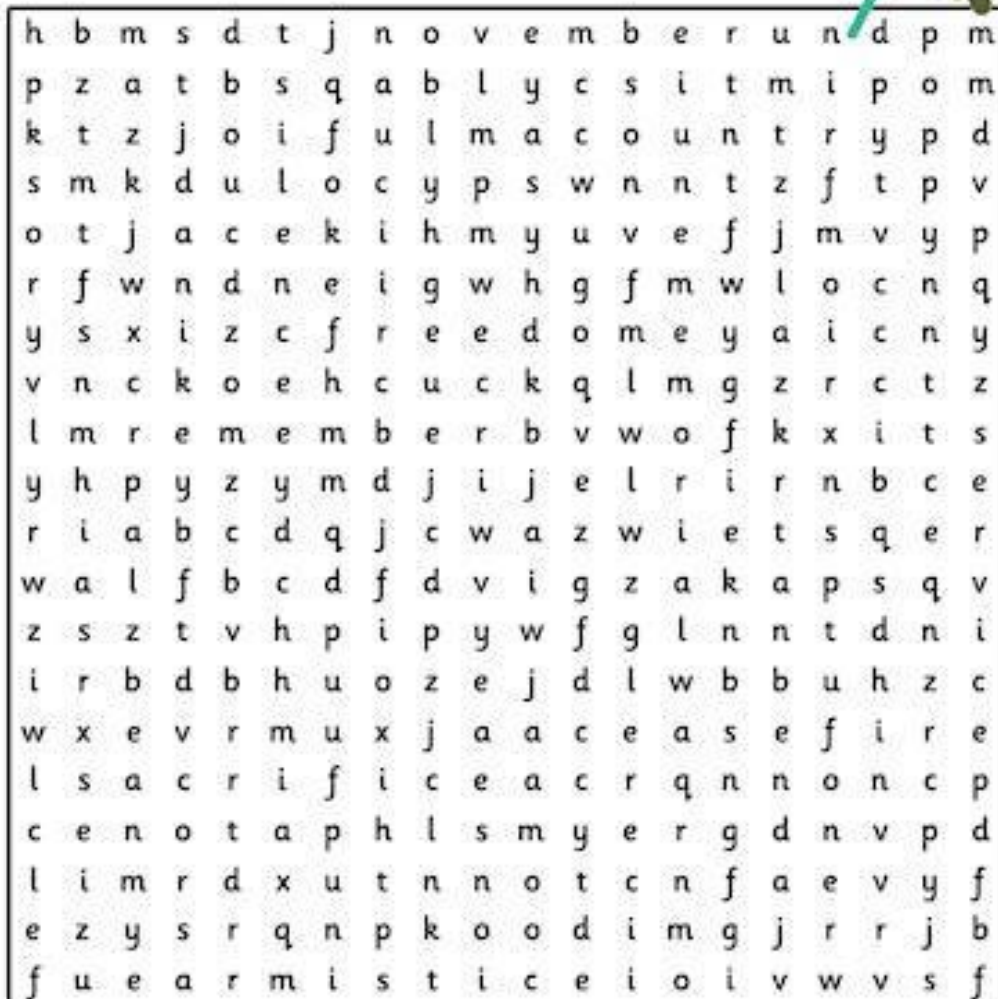 h b m s d t j n o v e m b e r u n d p m
p z a t b s q a b l y c s i t m i p o m
k t z j o i f u l m a c o u n t r y p d
s m k d u l o c y p s w n n t z f t p v
o t j a c e k i h m y u v e f j m v y p
r f w n d n e i g w h g f m w l o c n q
y s x i z c f r e e d o m e y a i c n y
v n c k o e h c u c k q l m g z r c t z
l m r e m e m b e r b v w o f k x i t s
y h p y z y m d j i j e l r i r n b c e
r i a b c d q j c w a z w i e t s q e r
w a l f b c d f d v i g z a k a p s q v
z s z t v h p i p y w f g l n n t d n i
i r b d b h u o z e j d l w b b u h z c
w x e v r m u x j a a c e a s e f i r e
l s a c r i f i c e a c r q n n o n c p
c e n o t a p h l s m y e r g d n v p d
l i m r d x u t n n o t c n f a e v y f
e z y s r q n p k o o d i m g j r r j b
f u e a r m i s t i c e i o i v w v s f